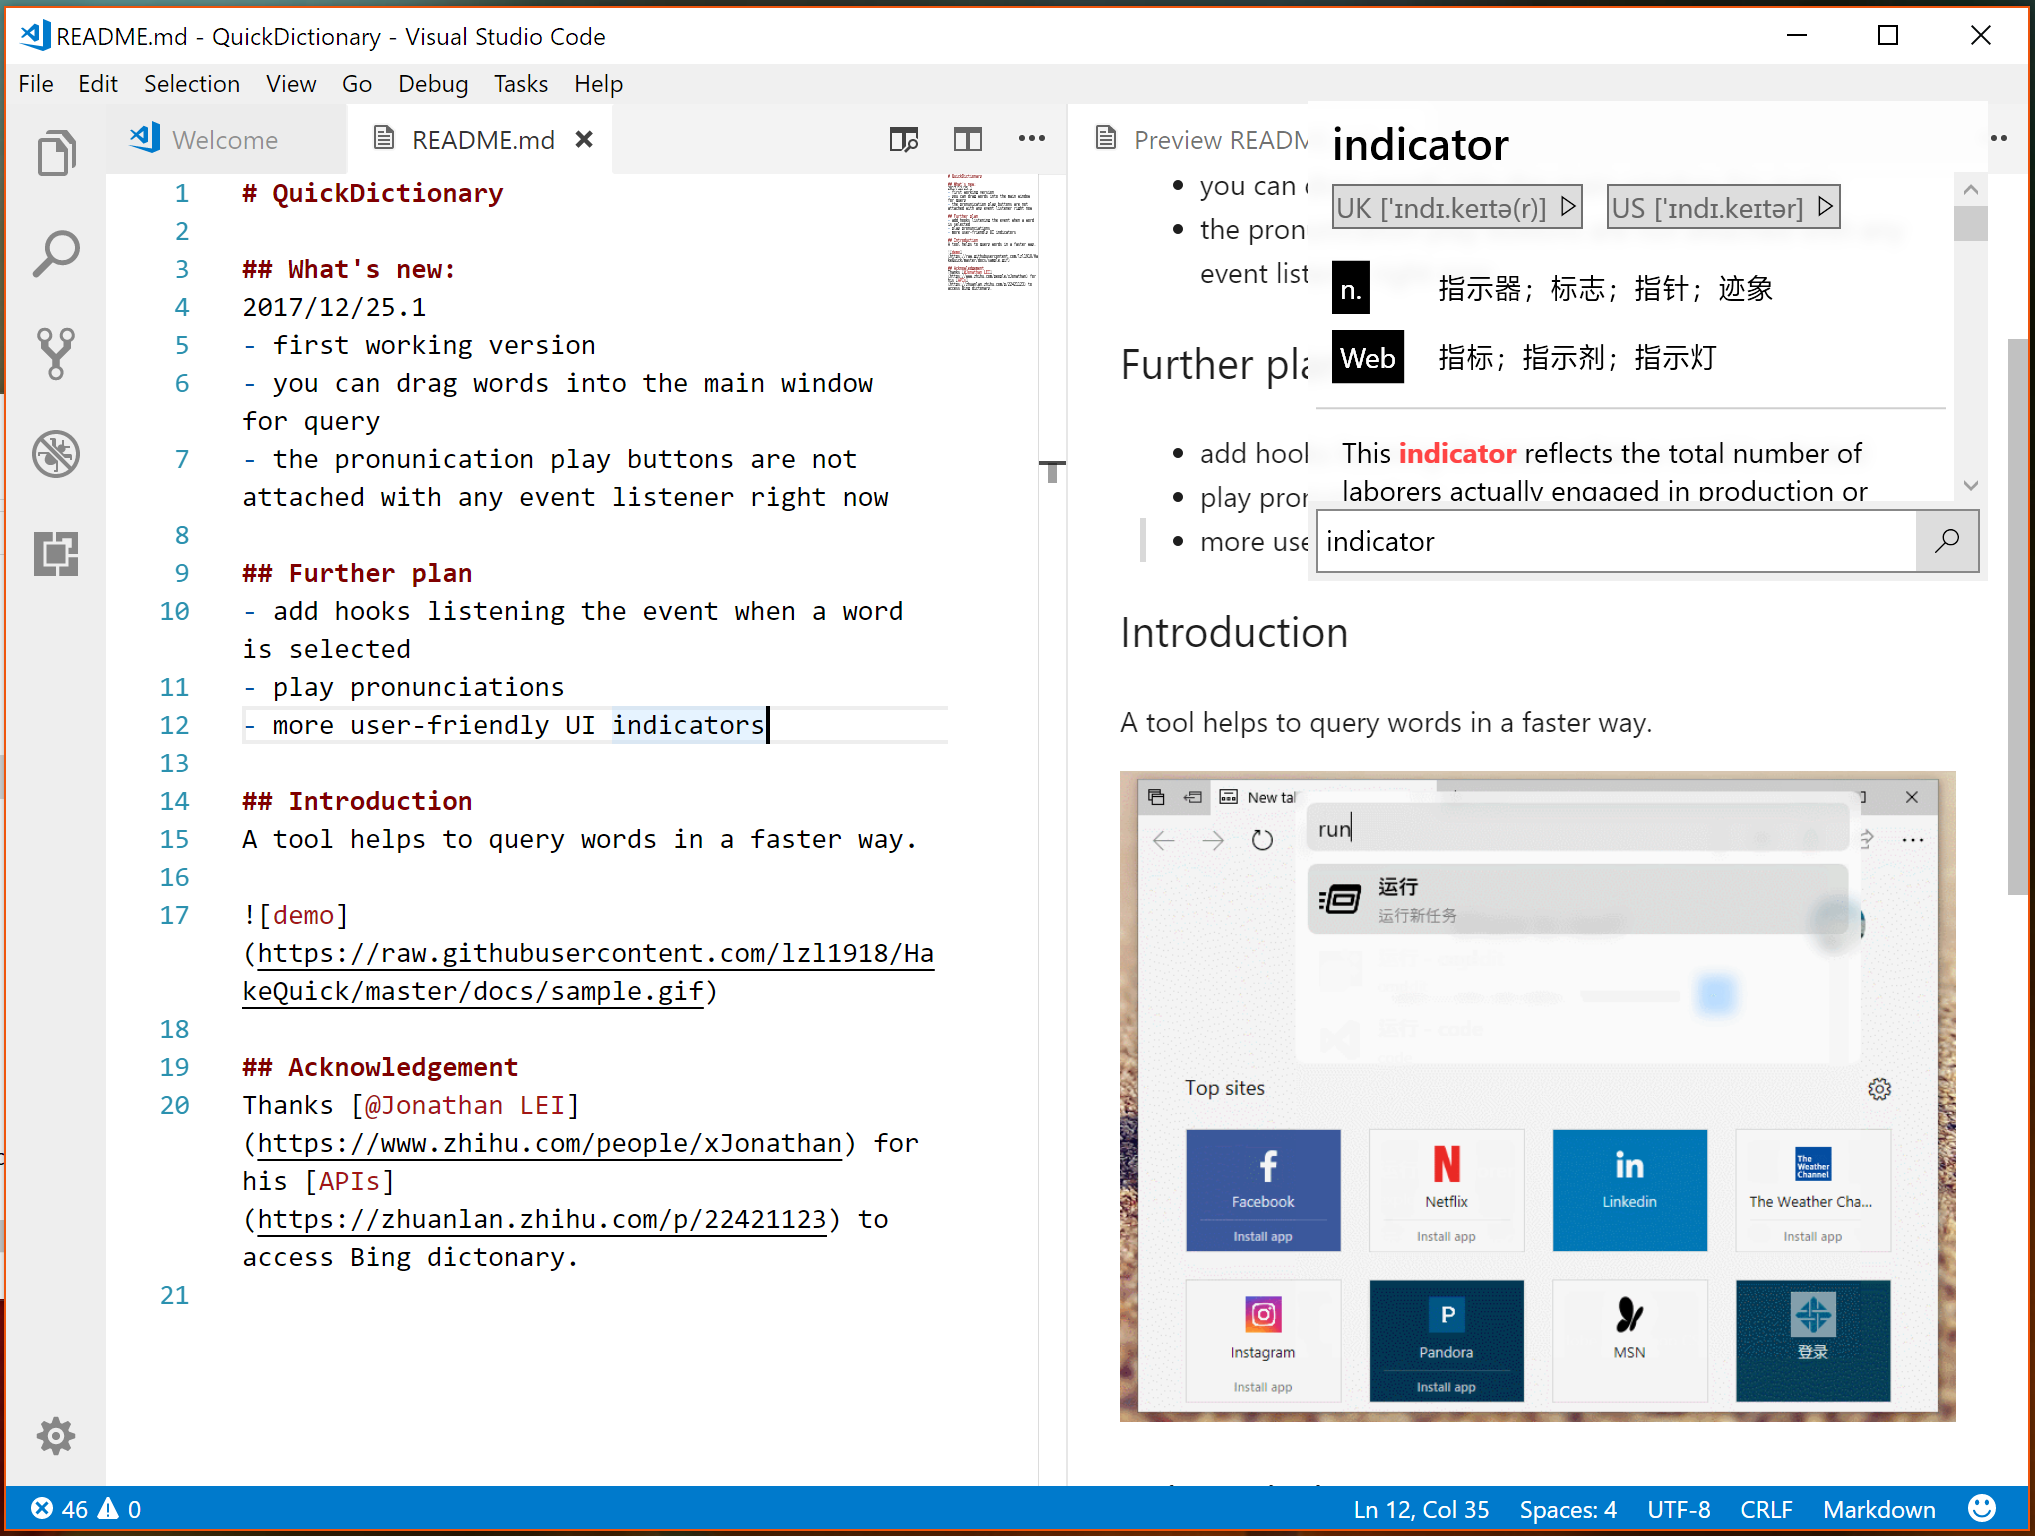 README.md - QuickDictionary - Visual Studio Code
File Edit Selection View Go Debug Tasks Help
Welcome
README.md
1 # QuickDictionary
2
3 ## What's new:
4 2017/12/25.1
5 - first working version
6 - you can drag words into the main window
for query
7 - the pronunication play buttons are not
attached with any event listener right now
8
9 ## Further plan
10 - add hooks listening the event when a word
is selected
11 - play pronunciations
12 - more user-friendly UI indicators
13
14 ## Introduction
15 A tool helps to query words in a faster way.
16
17 ![demo]
(https://raw.githubusercontent.com/lzl1918/Ha
keQuick/master/docs/sample.gif)
18
19 ## Acknowledgement
20 Thanks [@Jonathan LEI]
(https://www.zhihu.com/people/xJonathan) for
his [APIs]
(https://zhuanlan.zhihu.com/p/22421123) to
access Bing dictonary.
21
Preview READM
you can
the pron
event list
Further pla
add hook
play pron
more use
indicator
UK ['ɪndɪ.keɪtə(r)] US ['ɪndɪ.keɪtər]
n. 指示器；标志；指针；迹象
Web 指标；指示剂；指示灯
This indicator reflects the total number of
laborers actually engaged in production or
indicator
Introduction
A tool helps to query words in a faster way.
New tab
run
运行
运行新任务
Top sites
Facebook
Install app
Netflix
Install app
Linkedin
The Weather Channel
The Weather Cha...
Install app
Instagram
Install app
P
Pandora
Install app
MSN
登录
46 0
Ln 12, Col 35 Spaces: 4 UTF-8 CRLF Markdown